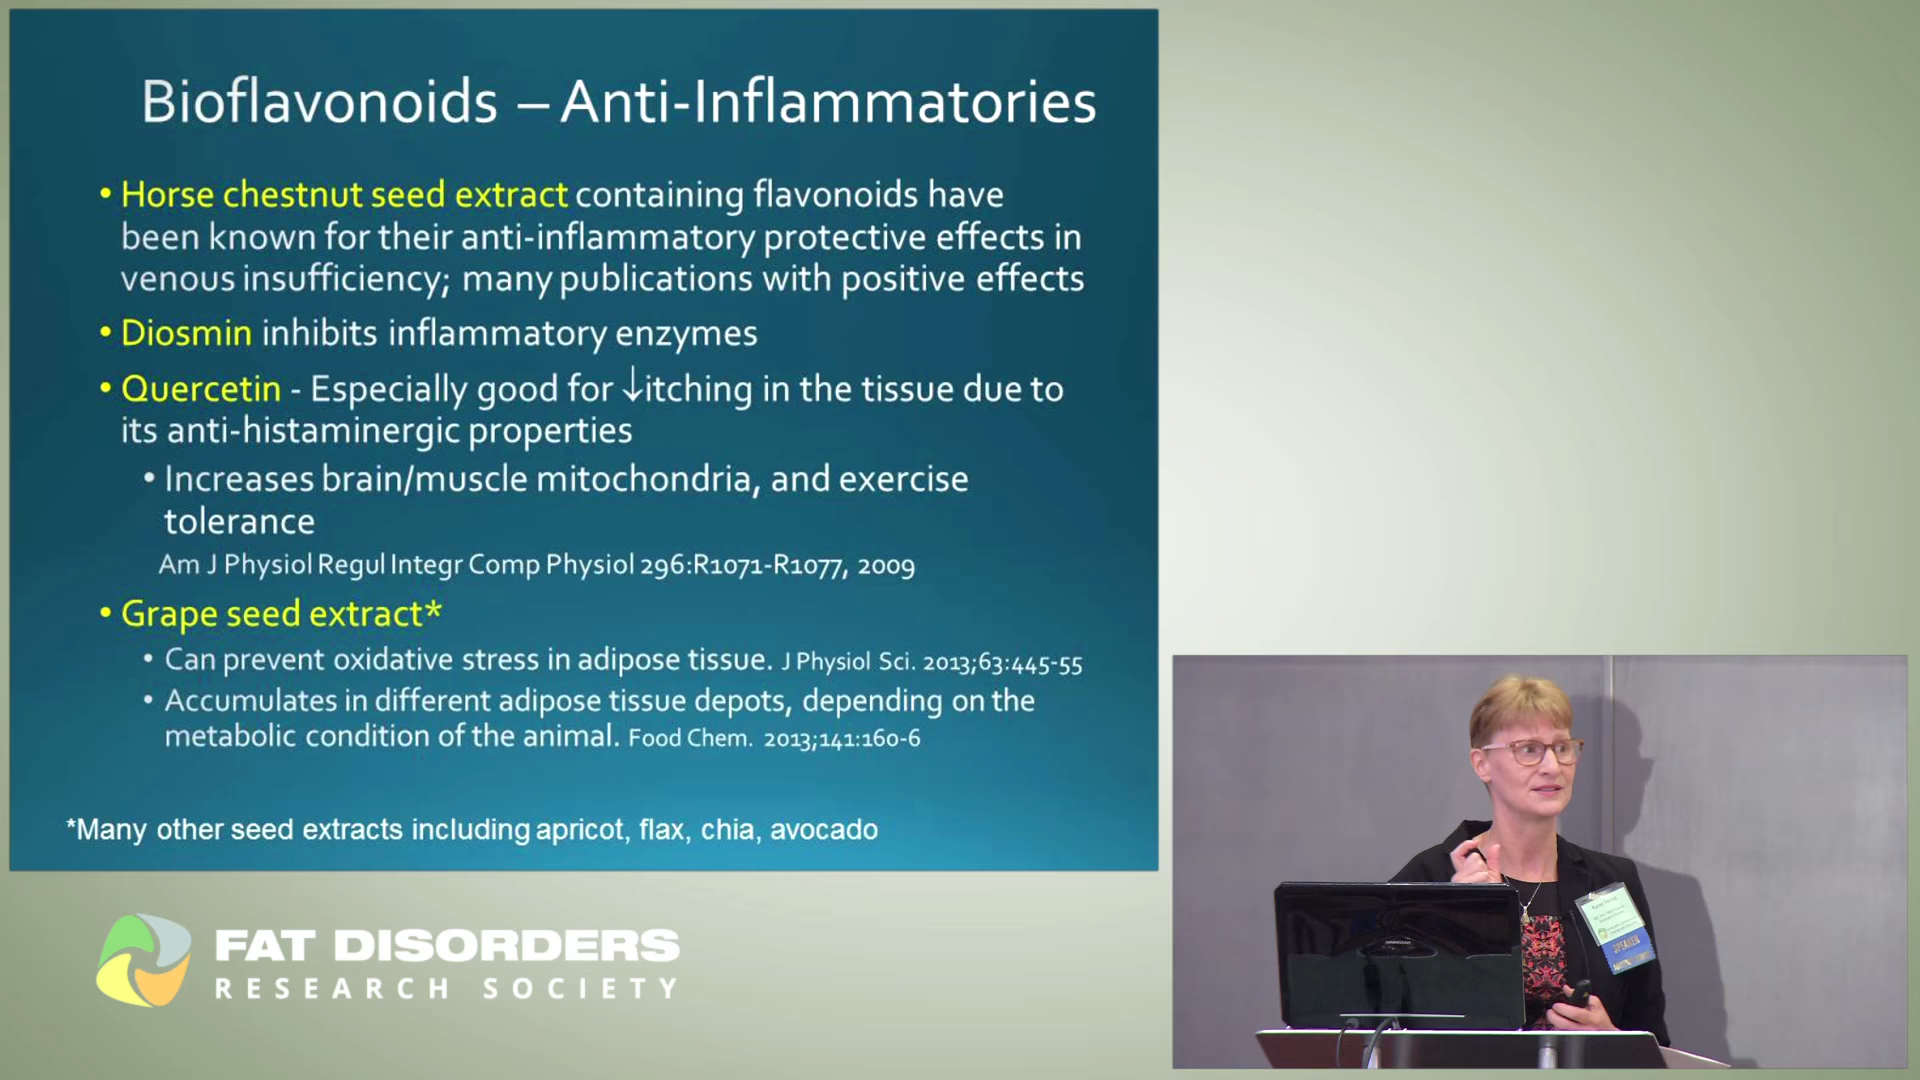 Bioflavonoids – Anti-Inflammatories
• Horse chestnut seed extract containing flavonoids have
been known for their anti-inflammatory protective effects in
venous insufficiency; many publications with positive effects
• Diosmin inhibits inflammatory enzymes
• Quercetin - Especially good for ↓itching in the tissue due to
its anti-histaminergic properties
• Increases brain/muscle mitochondria, and exercise
tolerance
Am J Physiol Regul Integr Comp Physiol 296:R1071-R1077, 2009
• Grape seed extract*
• Can prevent oxidative stress in adipose tissue. J Physiol Sci. 2013;63:445-55
• Accumulates in different adipose tissue depots, depending on the
metabolic condition of the animal. Food Chem. 2013;141:160-6
*Many other seed extracts including apricot, flax, chia, avocado
FAT DISORDERS
RESEARCH SOCIETY
SPEAKER